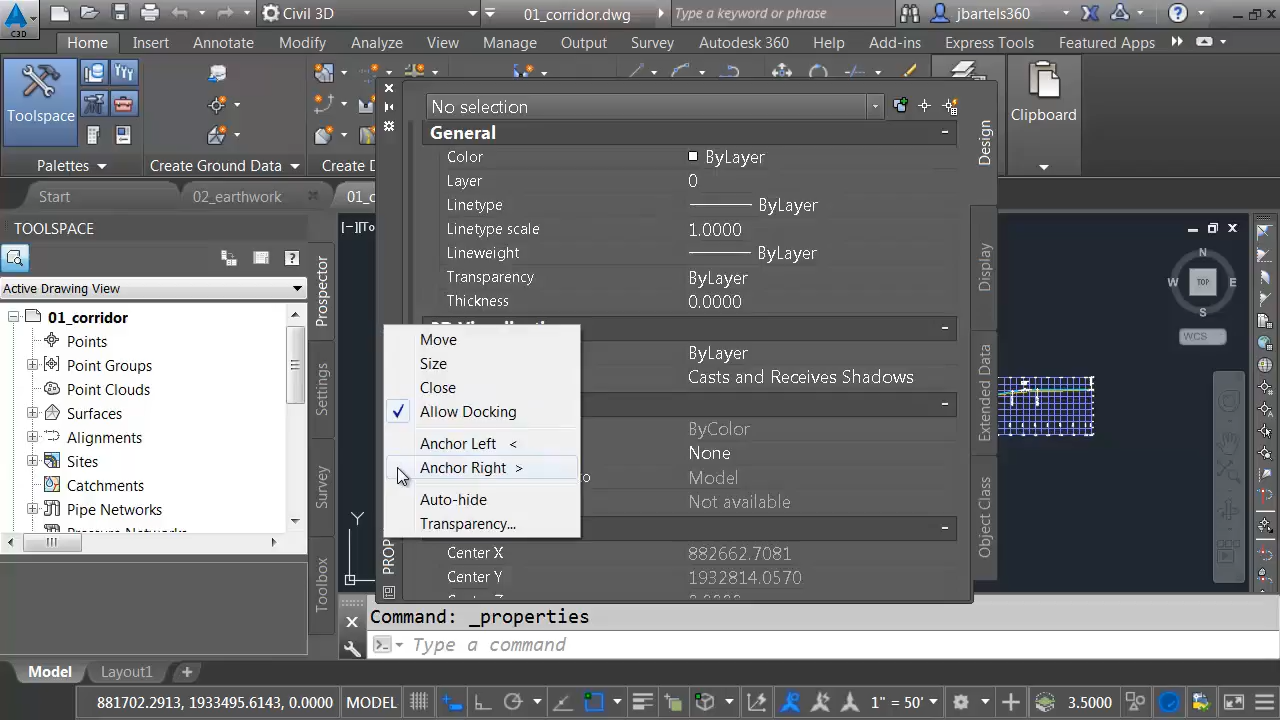 C3D
Civil 3D
01_corridor.dwg
Type a keyword or phrase
jbartels360
Home
Insert
Annotate
Modify
Analyze
View
Manage
Output
Survey
Autodesk 360
Help
Add-ins
Express Tools
Featured Apps
Toolspace
Clipboard
Palettes
Create Ground Data
Create D
Start
02_earthwork
01_c
No selection
General
Color
ByLayer
Layer
0
Linetype
ByLayer
Linetype scale
1.0000
Lineweight
ByLayer
Transparency
ByLayer
Thickness
0.0000
ByLayer
Casts and Receives Shadows
ByColor
None
Model
Not available
Center X
882662.7081
Center Y
1932814.0570
Design
Display
Extended Data
Object Class
PROP
Move
Size
Close
Allow Docking
Anchor Left <
Anchor Right >
Auto-hide
Transparency...
TOOLSPACE
Active Drawing View
01_corridor
Points
Point Groups
Point Clouds
Surfaces
Alignments
Sites
Catchments
Pipe Networks
Prospector
Settings
Survey
Toolbox
[-][To
N
W
TOP
E
S
WCS
Y
Command: _properties
Type a command
Model
Layout1
881702.2913, 1933495.6143, 0.0000
MODEL
1" = 50'
3.5000